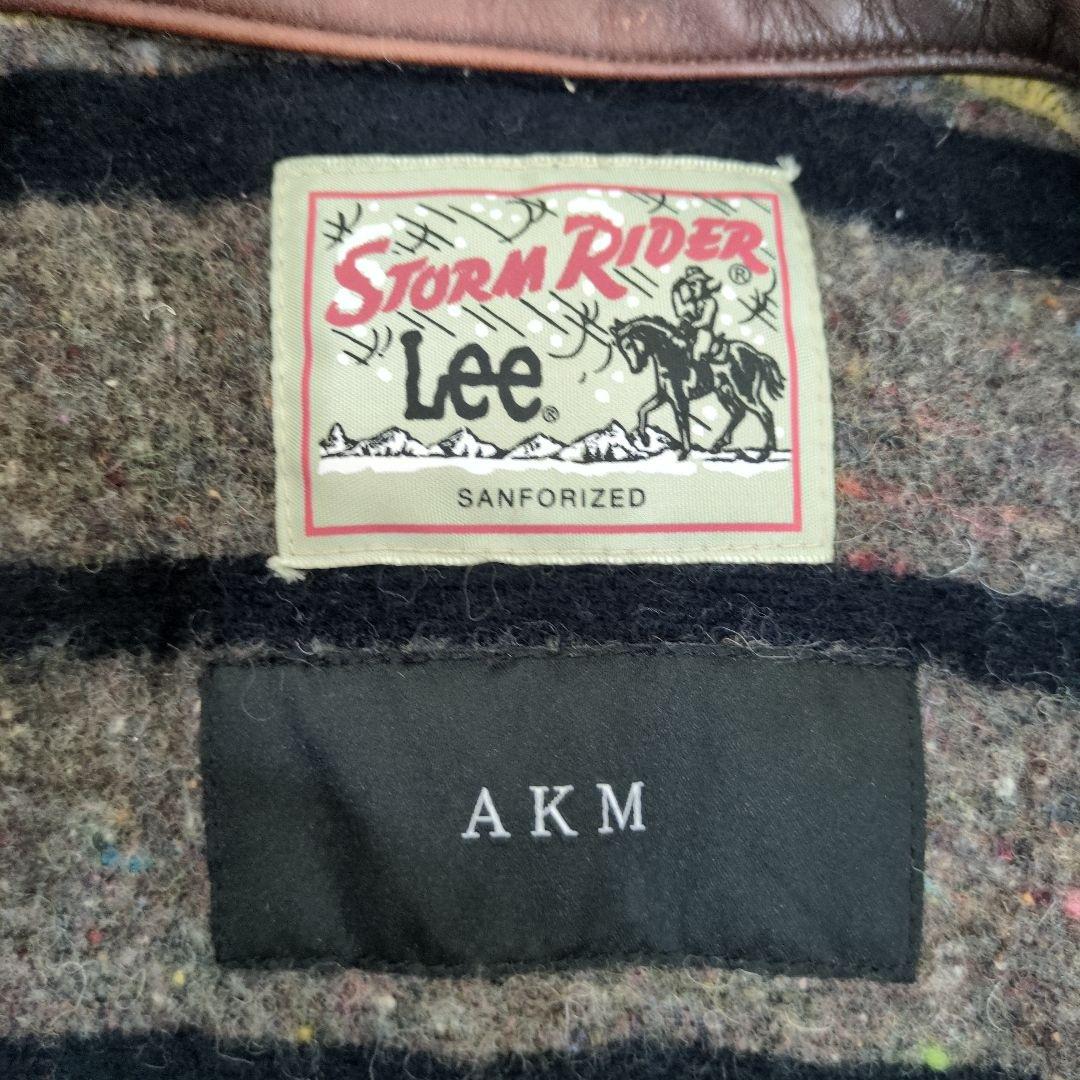 STORM RIDER®
Lee®
SANFORIZED
AKM